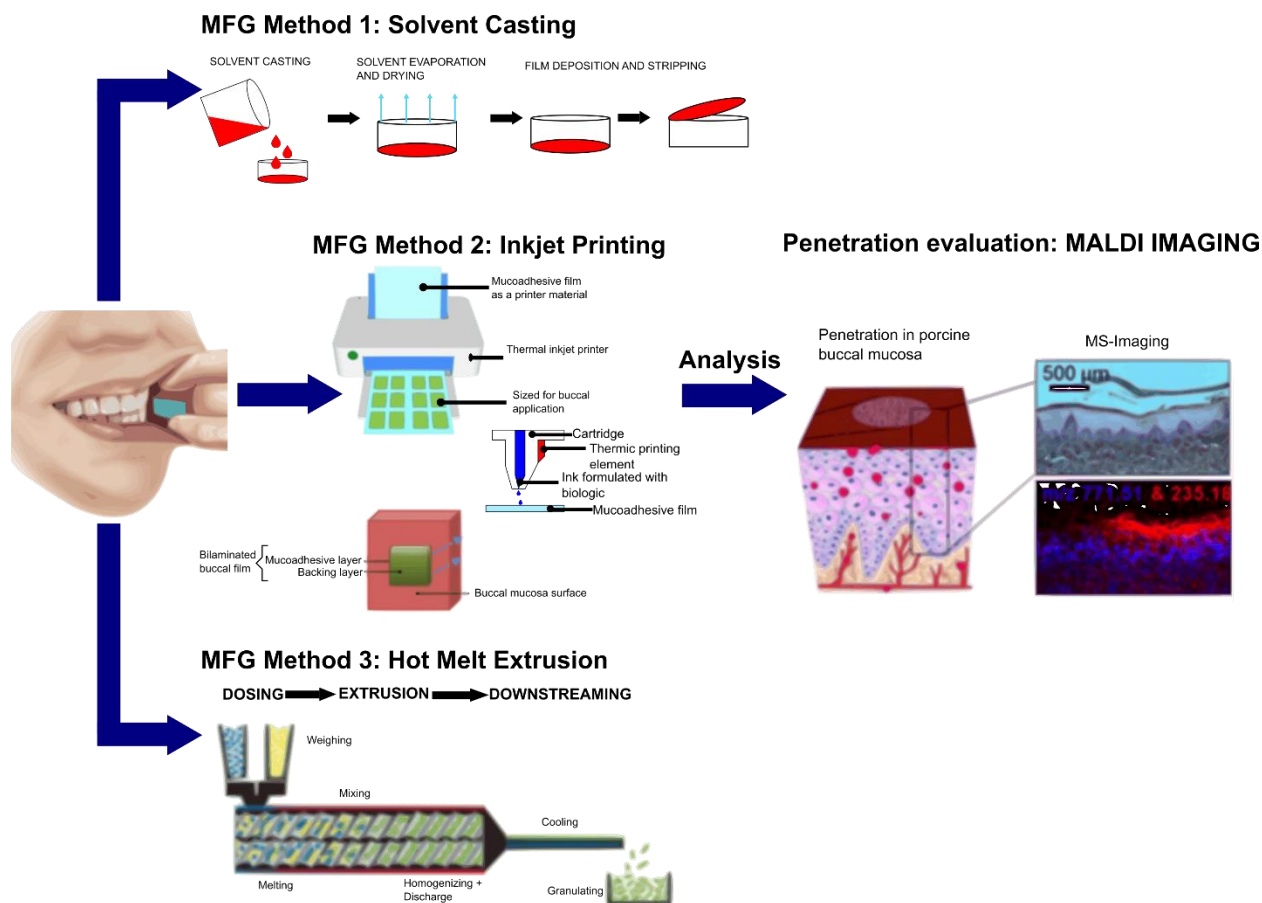 MFG Method 1: Solvent Casting
SOLVENT CASTING
SOLVENT EVAPORATION
AND DRYING
FILM DEPOSITION AND STRIPPING
MFG Method 2: Inkjet Printing
Mucoadhesive film
as a printer material
Thermal inkjet printer
Sized for buccal
application
Cartridge
Thermic printing
element
Ink formulated with
biologic
Mucoadhesive film
Bilaminated
buccal film
Mucoadhesive layer
Backing layer
Buccal mucosa surface
Analysis
Penetration evaluation: MALDI IMAGING
Penetration in porcine
buccal mucosa
MS-Imaging
500 µm
m/z 771.51 & 235.18
MFG Method 3: Hot Melt Extrusion
DOSING
EXTRUSION
DOWNSTREAMING
Weighing
Mixing
Cooling
Melting
Homogenizing +
Discharge
Granulating